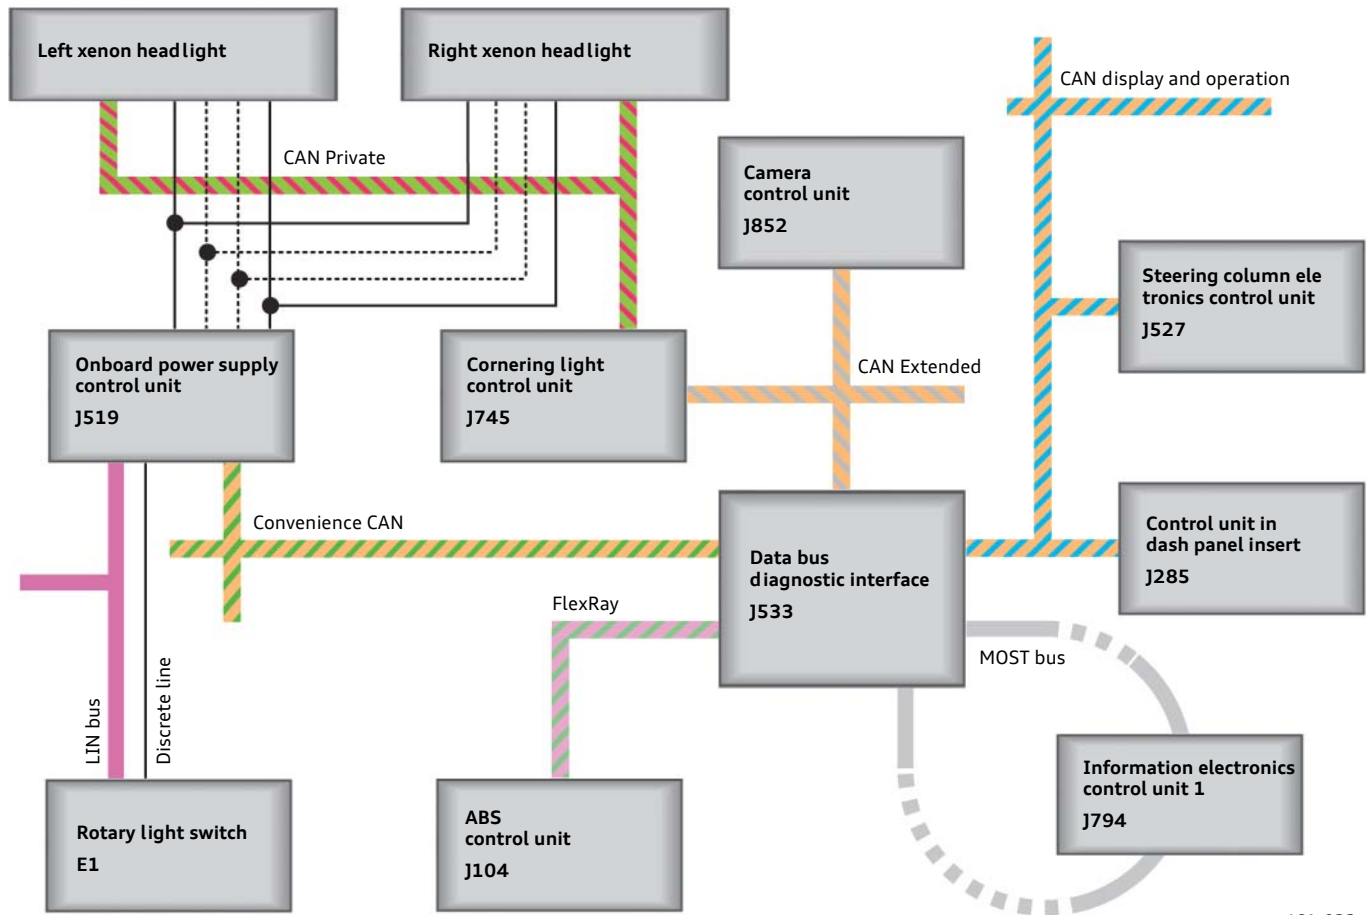 Left xenon headlight
Right xenon headlight
CAN display and operation
CAN Private
Camera
control unit
J852
Steering column ele
tronics control unit
J527
Onboard power supply
control unit
J519
Cornering light
control unit
J745
CAN Extended
Convenience CAN
Control unit in
dash panel insert
J285
Data bus
diagnostic interface
J533
FlexRay
MOST bus
LIN bus
Discrete line
Information electronics
control unit 1
J794
Rotary light switch
E1
ABS
control unit
J104